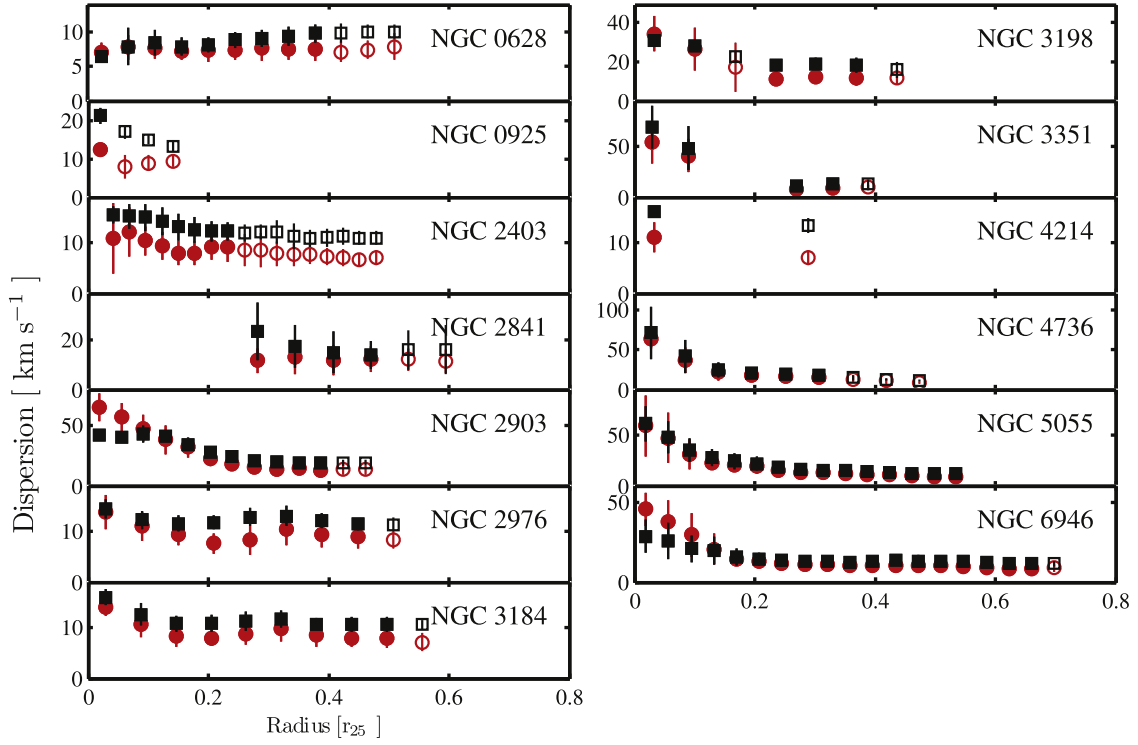 10
5
0
NGC 0628
20
10
0
NGC 0925
10
0
NGC 2403
20
0
NGC 2841
50
0
NGC 2903
10
0
NGC 2976
10
0
NGC 3184
0
0.2
0.4
0.6
0.8
Radius [r25 ]
Dispersion [ km s−1]
40
20
0
NGC 3198
50
0
NGC 3351
10
0
NGC 4214
100
50
0
NGC 4736
50
0
NGC 5055
50
0
NGC 6946
0
0.2
0.4
0.6
0.8